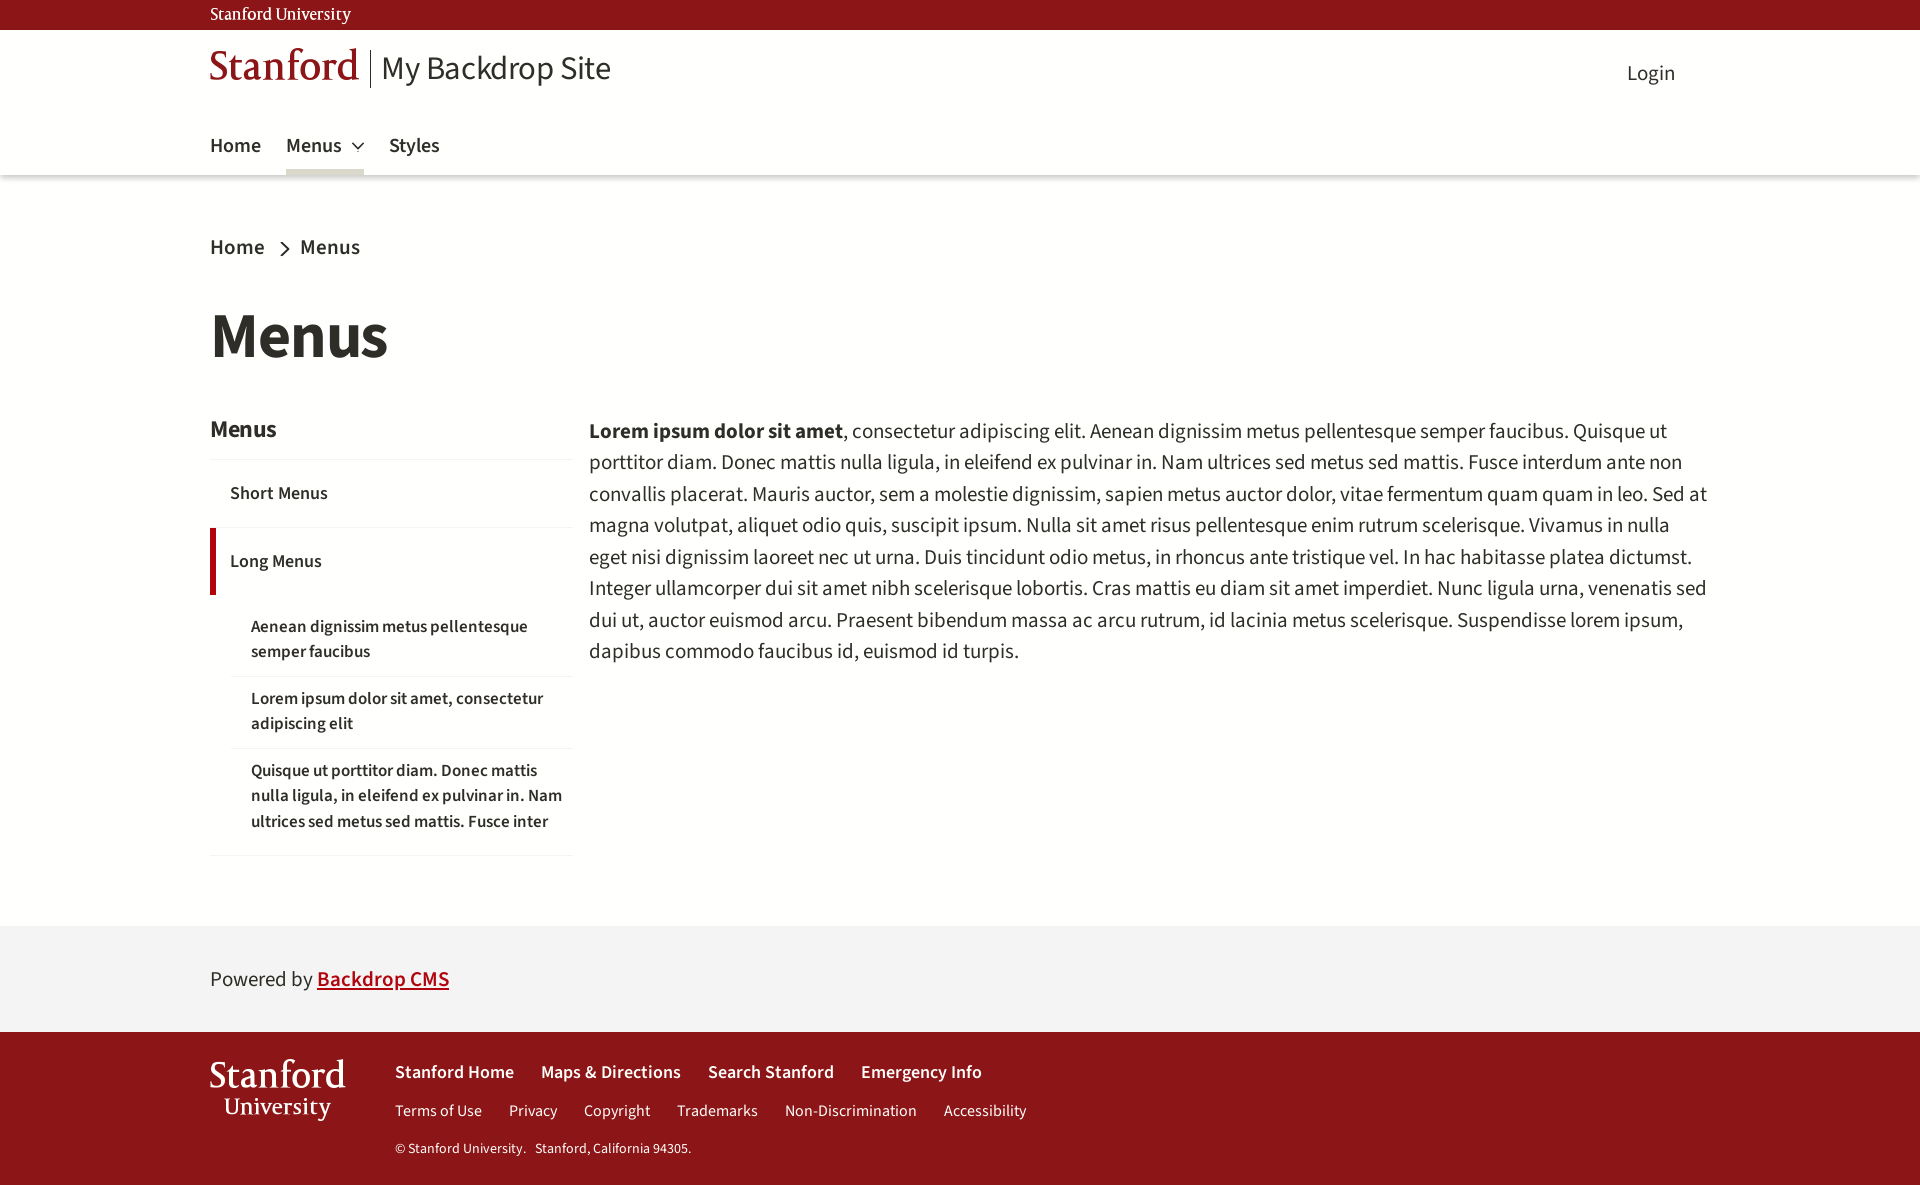 Stanford University
Stanford My Backdrop Site
Login
Home Menus Styles
Home Menus
Menus
Menus
Short Menus
Long Menus
Aenean dignissim metus pellentesque
semper faucibus
Lorem ipsum dolor sit amet, consectetur
adipiscing elit
Quisque ut porttitor diam. Donec mattis
nulla ligula, in eleifend ex pulvinar in. Nam
ultrices sed metus sed mattis. Fusce inter
Lorem ipsum dolor sit amet, consectetur adipiscing elit. Aenean dignissim metus pellentesque semper faucibus. Quisque ut
porttitor diam. Donec mattis nulla ligula, in eleifend ex pulvinar in. Nam ultrices sed metus sed mattis. Fusce interdum ante non
convallis placerat. Mauris auctor, sem a molestie dignissim, sapien metus auctor dolor, vitae fermentum quam quam in leo. Sed at
magna volutpat, aliquet odio quis, suscipit ipsum. Nulla sit amet risus pellentesque enim rutrum scelerisque. Vivamus in nulla
eget nisi dignissim laoreet nec ut urna. Duis tincidunt odio metus, in rhoncus ante tristique vel. In hac habitasse platea dictumst.
Integer ullamcorper dui sit amet nibh scelerisque lobortis. Cras mattis eu diam sit amet imperdiet. Nunc ligula urna, venenatis sed
dui ut, auctor euismod arcu. Praesent bibendum massa ac arcu rutrum, id lacinia metus scelerisque. Suspendisse lorem ipsum,
dapibus commodo faucibus id, euismod id turpis.
Powered by Backdrop CMS
Stanford
University
Stanford Home Maps & Directions Search Stanford Emergency Info
Terms of Use Privacy Copyright Trademarks Non-Discrimination Accessibility
© Stanford University. Stanford, California 94305.